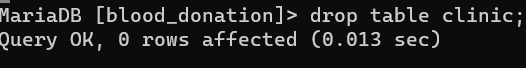 MariaDB [blood_donation]> drop table clinic;
Query OK, 0 rows affected (0.013 sec)